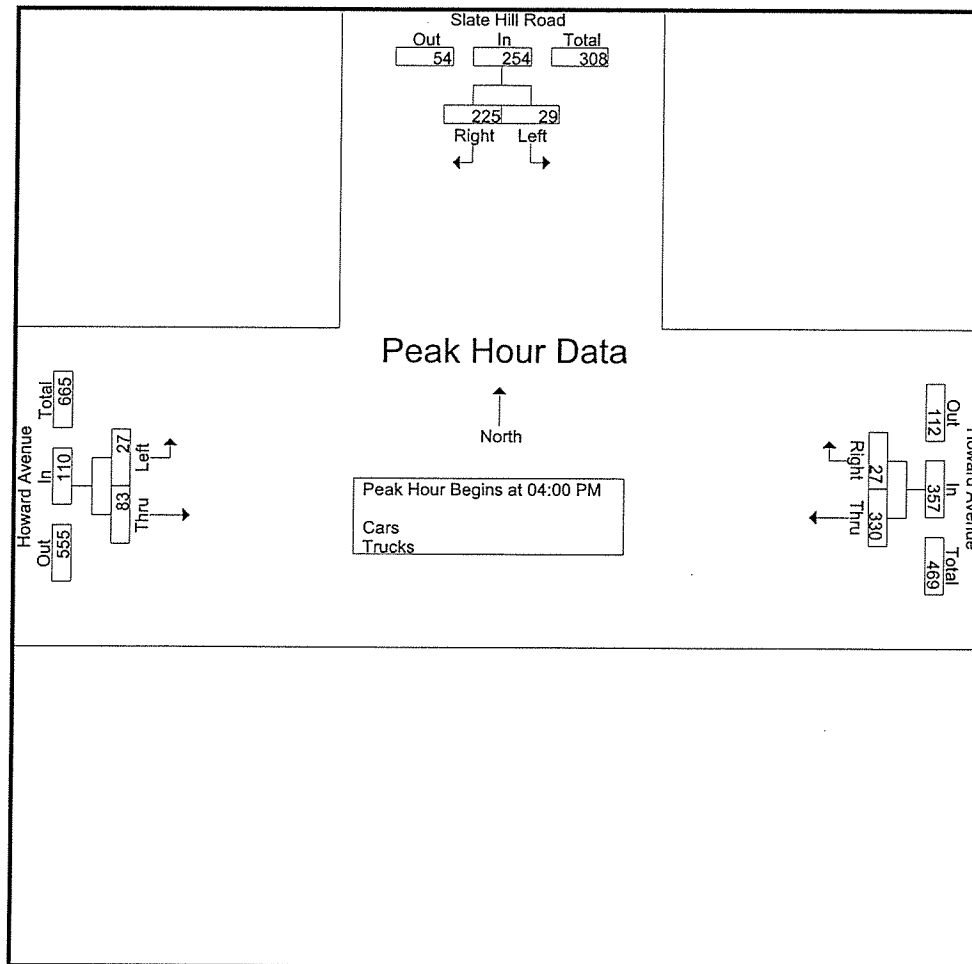 Slate Hill Road
Out In Total
54 254 308
225 29
Right Left
Peak Hour Data
North
Peak Hour Begins at 04:00 PM
Cars
Trucks
Howard Avenue
Total In Out
665 110 555
27 83
Left Thru
Howard Avenue
Out In Total
112 357 469
27 330
Right Thru